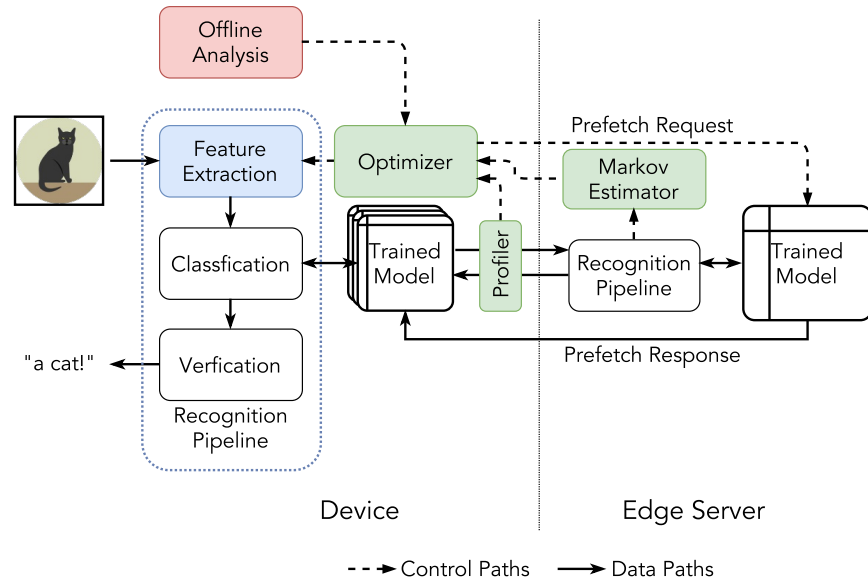 Offline
Analysis
Prefetch Request
Feature
Extraction
Optimizer
Markov
Estimator
Classfication
Trained
Model
Profiler
Recognition
Pipeline
Trained
Model
"a cat!"
Verfication
Prefetch Response
Recognition
Pipeline
Device
Edge Server
Control Paths
Data Paths